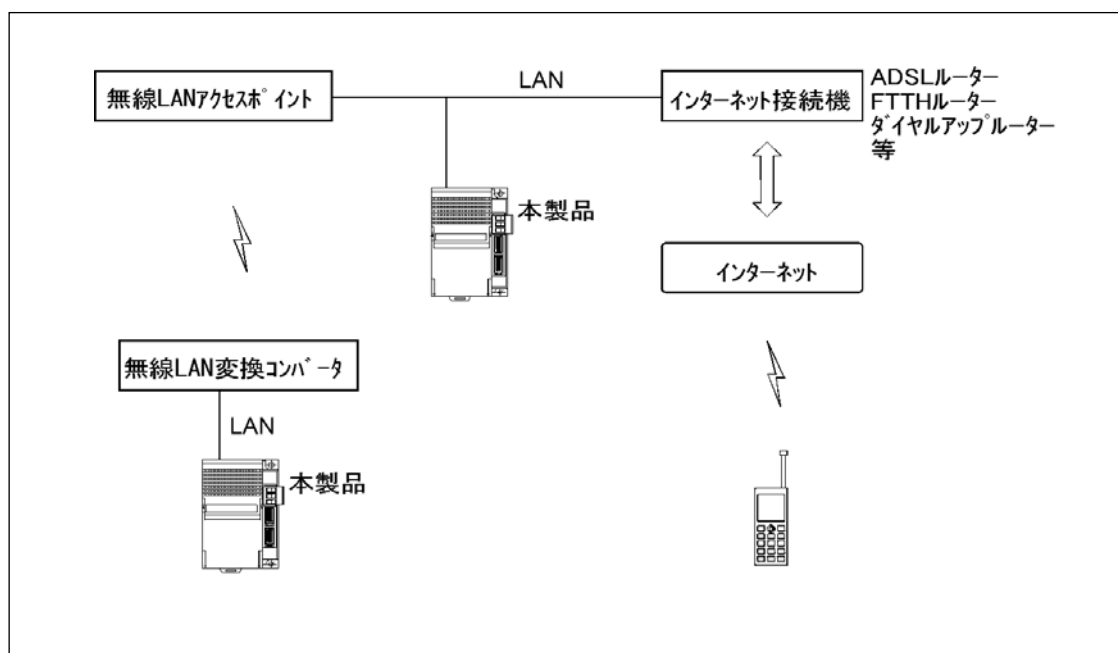 無線LANアクセスポイント
LAN
インターネット接続機
ADSLルーター
FTTHルーター
ダイヤルアップルーター
等
本製品
インターネット
無線LAN変換コンバータ
LAN
本製品